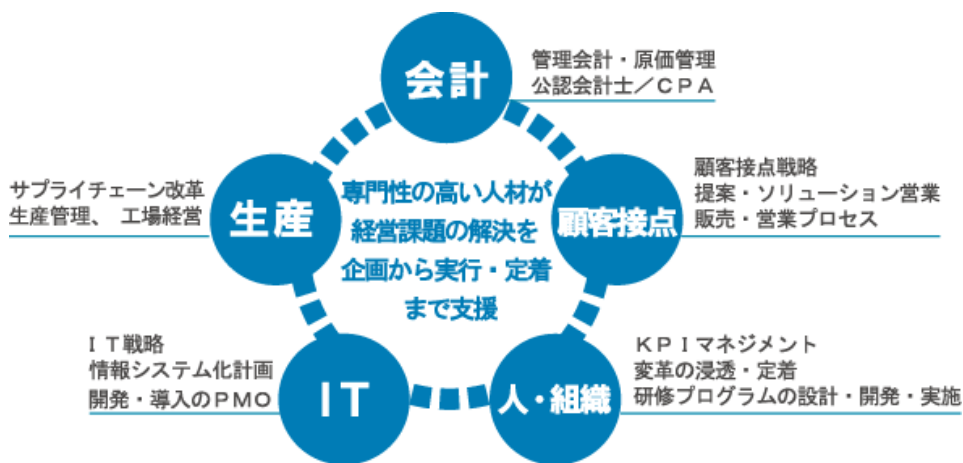 会計
管理会計・原価管理
公認会計士／ＣＰＡ
サプライチェーン改革
生産管理、工場経営
生産
専門性の高い人材が
経営課題の解決を
企画から実行・定着
まで支援
顧客接点
顧客接点戦略
提案・ソリューション営業
販売・営業プロセス
ＩＴ戦略
情報システム化計画
開発・導入のＰＭＯ
ＩＴ
人・組織
ＫＰＩマネジメント
変革の浸透・定着
研修プログラムの設計・開発・実施